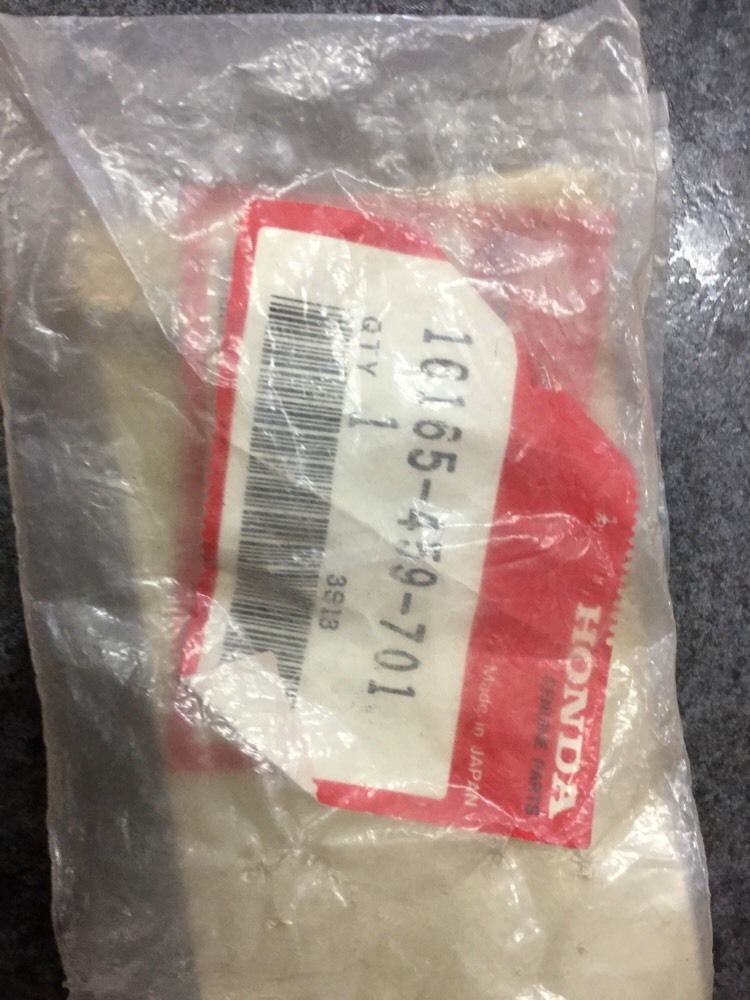 HONDA
GENUINE PARTS
Made in JAPAN
16165-459-701
QTY 1
3913